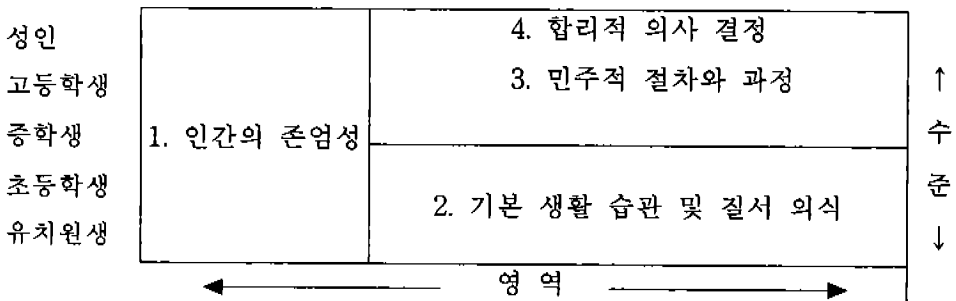 성인
고등학생
중학생
초등학생
유치원생
1. 인간의 존엄성
4. 합리적 의사 결정
3. 민주적 절차와 과정
2. 기본 생활 습관 및 질서 의식
↑
수
준
↓
영 역